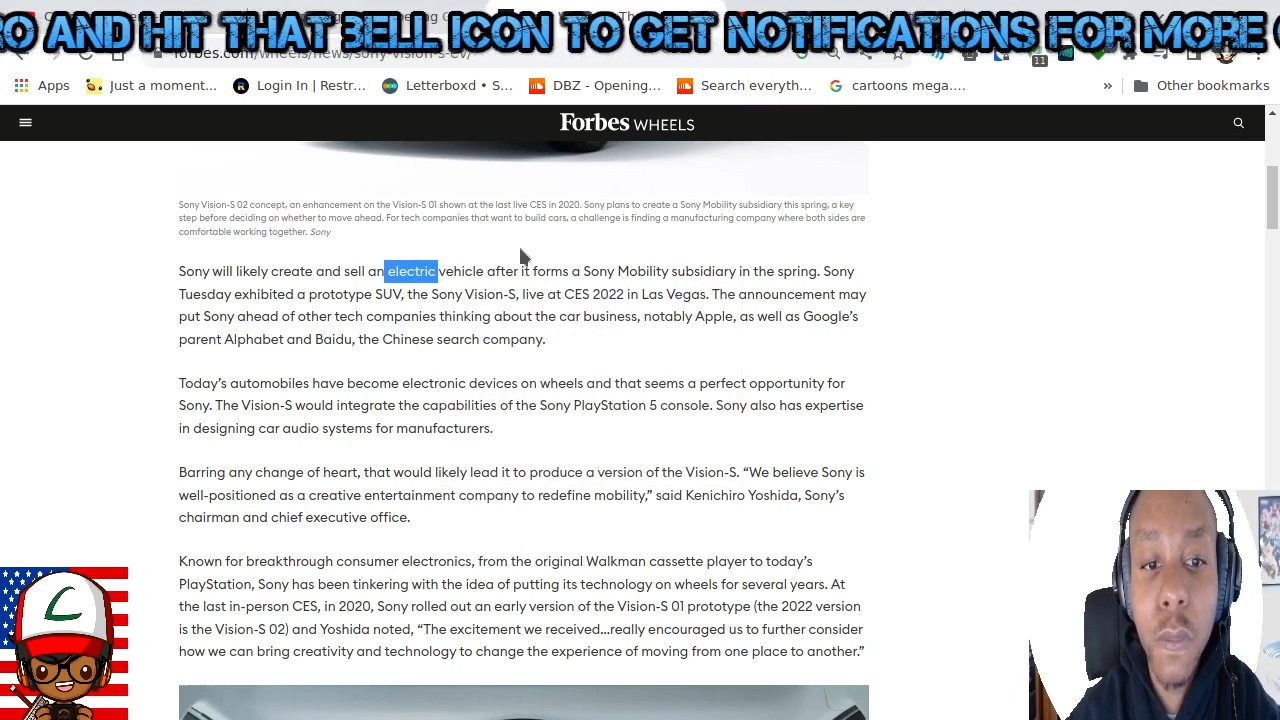 RO AND HIT THAT BELL ICON TO GET NOTIFICATIONS FOR MORE
forbes.com/wheels/news/sony-vision-s-ev/
11
Apps
Just a moment...
Login In | Restr...
Letterboxd • S...
DBZ - Opening...
Search everyth...
cartoons mega....
»
Other bookmarks
Forbes WHEELS
Sony Vision-S 02 concept, an enhancement on the Vision-S 01 shown at the last live CES in 2020. Sony plans to create a Sony Mobility subsidiary this spring, a key
step before deciding on whether to move ahead. For tech companies that want to build cars, a challenge is finding a manufacturing company where both sides are
comfortable working together. Sony
Sony will likely create and sell an electric vehicle after it forms a Sony Mobility subsidiary in the spring. Sony
Tuesday exhibited a prototype SUV, the Sony Vision-S, live at CES 2022 in Las Vegas. The announcement may
put Sony ahead of other tech companies thinking about the car business, notably Apple, as well as Google’s
parent Alphabet and Baidu, the Chinese search company.
Today’s automobiles have become electronic devices on wheels and that seems a perfect opportunity for
Sony. The Vision-S would integrate the capabilities of the Sony PlayStation 5 console. Sony also has expertise
in designing car audio systems for manufacturers.
Barring any change of heart, that would likely lead it to produce a version of the Vision-S. “We believe Sony is
well-positioned as a creative entertainment company to redefine mobility,” said Kenichiro Yoshida, Sony’s
chairman and chief executive office.
Known for breakthrough consumer electronics, from the original Walkman cassette player to today’s
PlayStation, Sony has been tinkering with the idea of putting its technology on wheels for several years. At
the last in-person CES, in 2020, Sony rolled out an early version of the Vision-S 01 prototype (the 2022 version
is the Vision-S 02) and Yoshida noted, “The excitement we received...really encouraged us to further consider
how we can bring creativity and technology to change the experience of moving from one place to another.”